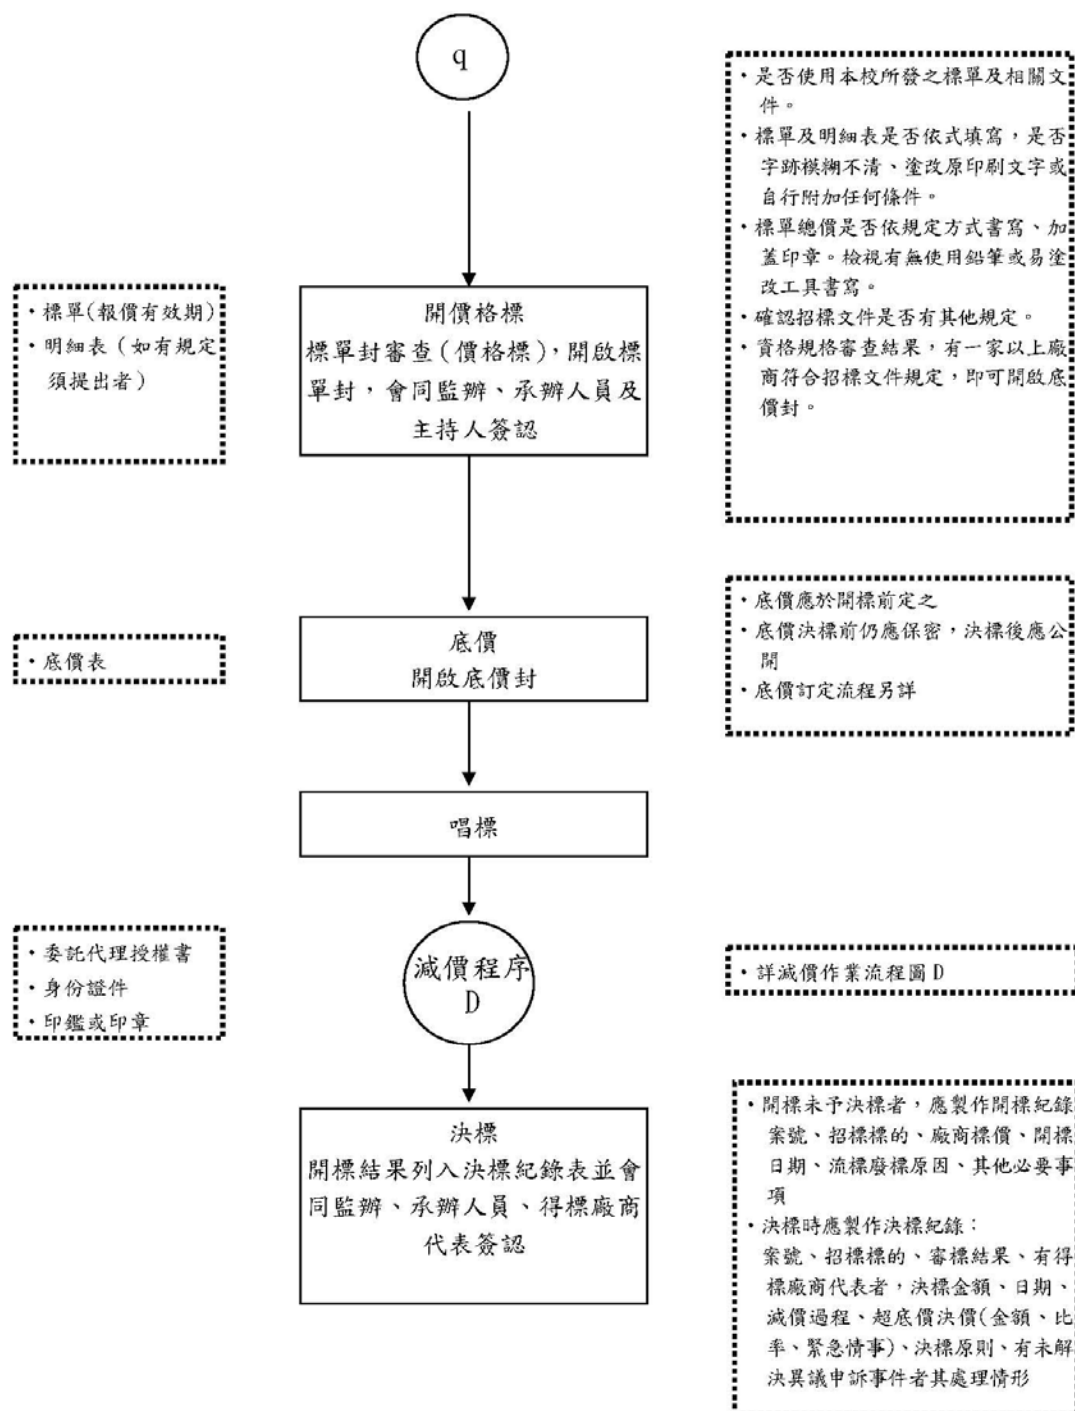 q
・是否使用本校所發之標單及相關文
件。
・標單及明細表是否依式填寫，是否
字跡模糊不清、塗改原印刷文字或
自行附加任何條件。
・標單總價是否依規定方式書寫、加
蓋印章。檢視有無使用鉛筆或易塗
改工具書寫。
・確認招標文件是否有其他規定。
・資格規格審查結果，有一家以上廠
商符合招標文件規定，即可開啟底
價封。
・標單(報價有效期)
・明細表（如有規定
須提出者）
開價格標
標單封審查(價格標)，開啟標
單封，會同監辦、承辦人員及
主持人簽認
・底價表
底價
開啟底價封
・底價應於開標前定之
・底價決標前仍應保密，決標後應公
開
・底價訂定流程另詳
唱標
・委託代理授權書
・身份證件
・印鑑或印章
減價程序
D
・詳減價作業流程圖 D
決標
開標結果列入決標紀錄表並會
同監辦、承辦人員、得標廠商
代表簽認
・開標未予決標者，應製作開標紀錄
案號、招標標的、廠商標價、開標
日期、流標廢標原因、其他必要事
項
・決標時應製作決標紀錄：
案號、招標標的、審標結果、有得
標廠商代表者，決標金額、日期、
減價過程、超底價決價(金額、比
率、緊急情事)、決標原則、有未解
決異議申訴事件者其處理情形